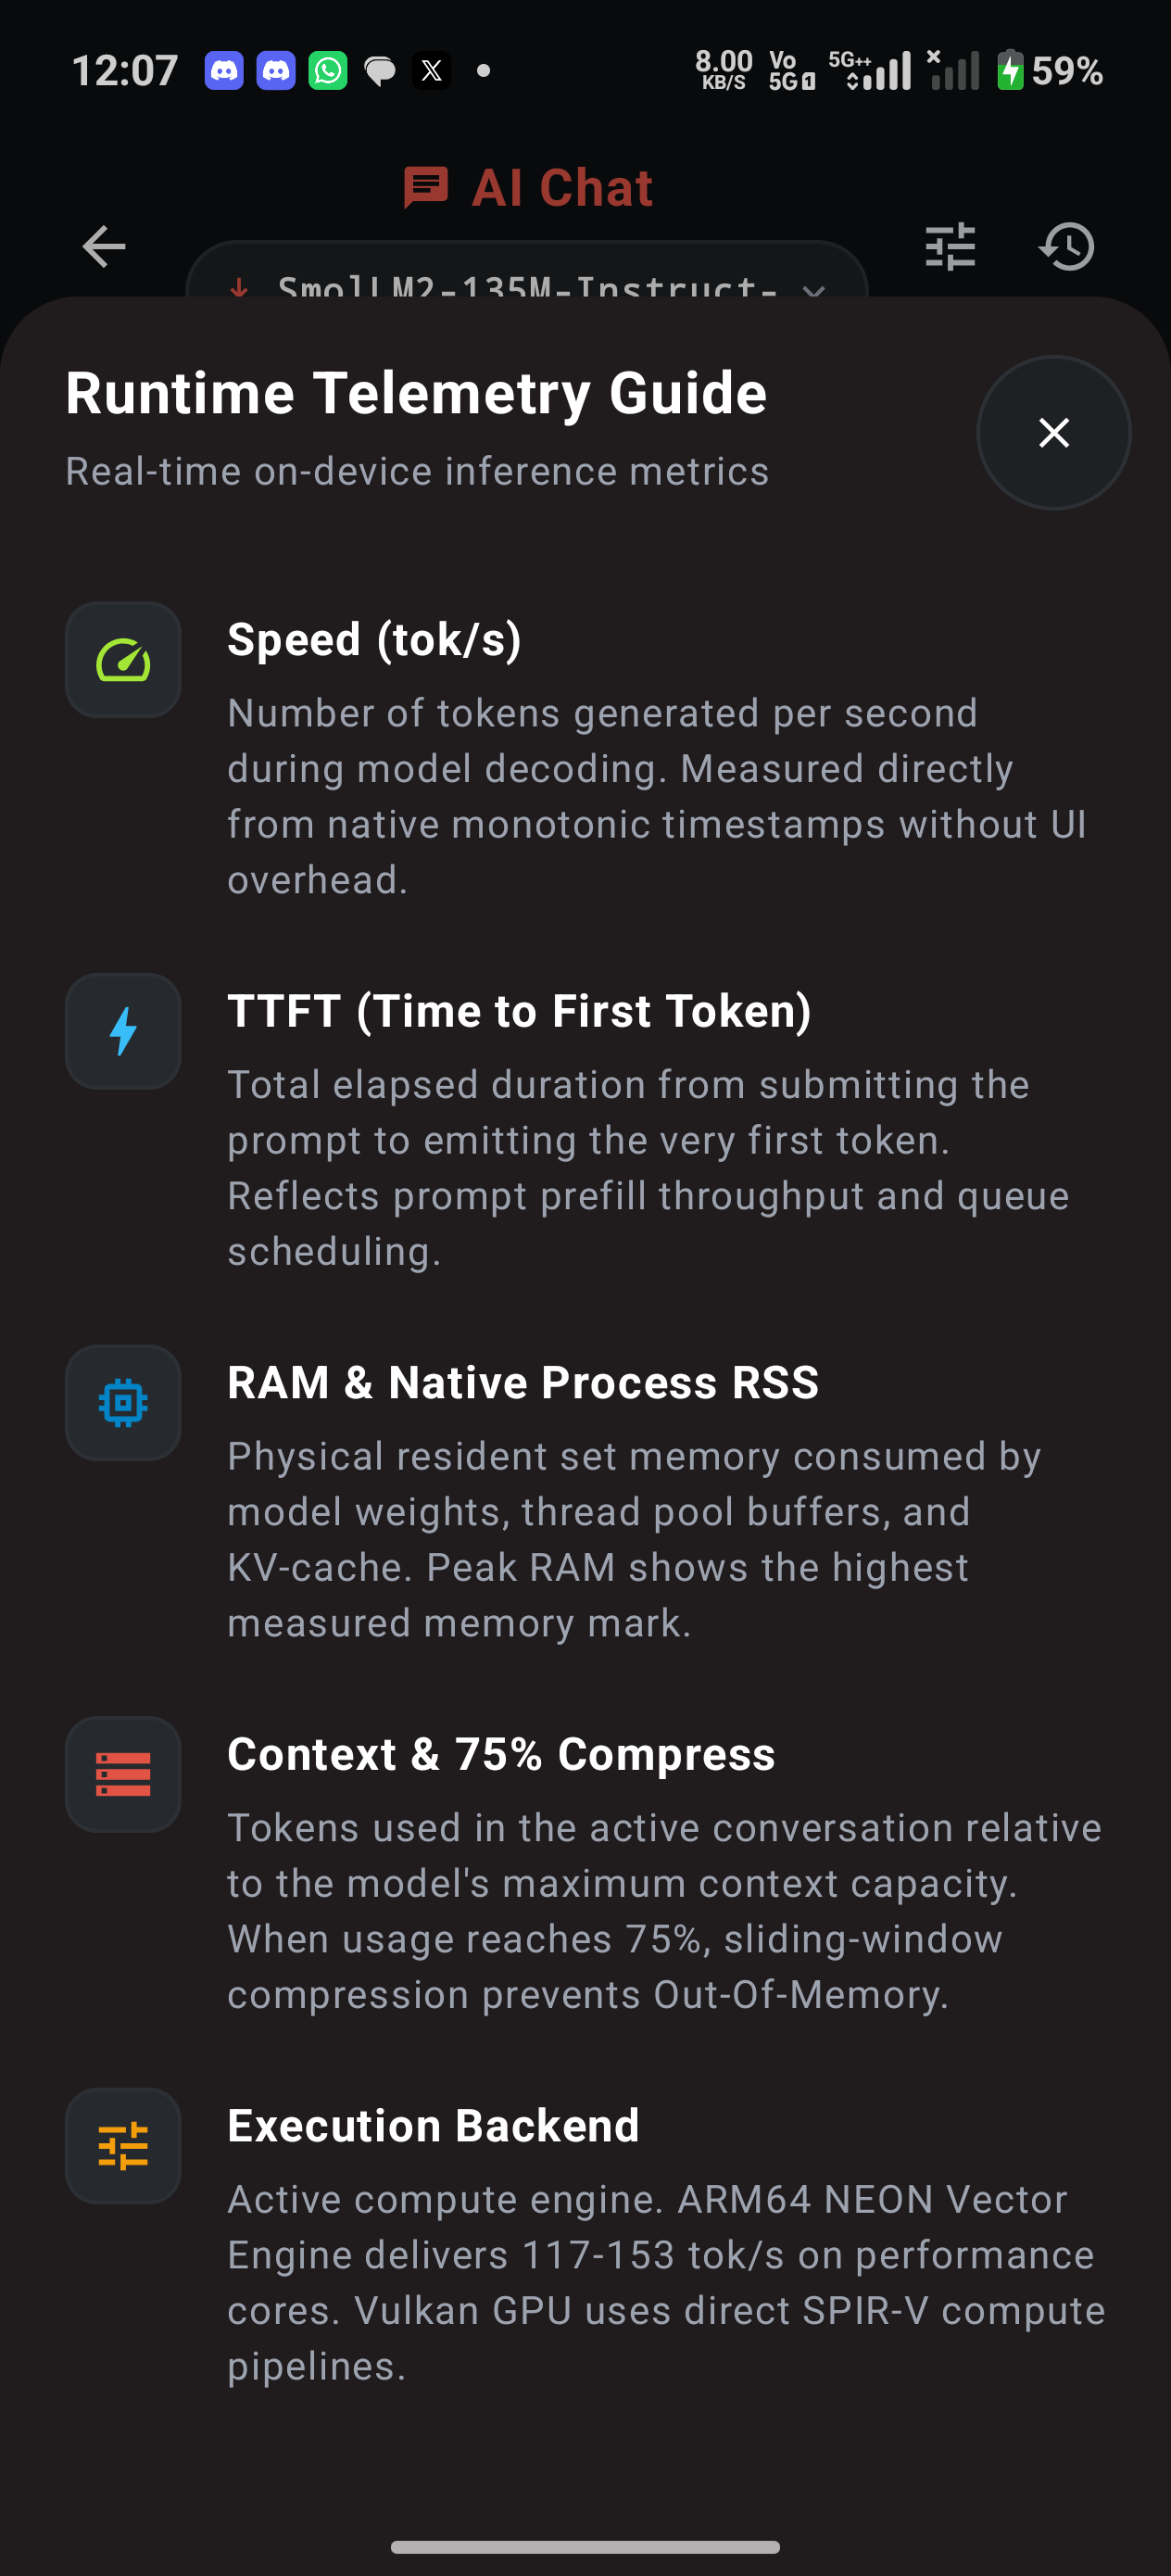 12:07
8.00
KB/S
Vo
5G 1
5G++
59%
AI Chat
SmolLM2-135M-Instruct-
Runtime Telemetry Guide
Real-time on-device inference metrics
Speed (tok/s)
Number of tokens generated per second
during model decoding. Measured directly
from native monotonic timestamps without UI
overhead.
TTFT (Time to First Token)
Total elapsed duration from submitting the
prompt to emitting the very first token.
Reflects prompt prefill throughput and queue
scheduling.
RAM & Native Process RSS
Physical resident set memory consumed by
model weights, thread pool buffers, and
KV-cache. Peak RAM shows the highest
measured memory mark.
Context & 75% Compress
Tokens used in the active conversation relative
to the model's maximum context capacity.
When usage reaches 75%, sliding-window
compression prevents Out-Of-Memory.
Execution Backend
Active compute engine. ARM64 NEON Vector
Engine delivers 117-153 tok/s on performance
cores. Vulkan GPU uses direct SPIR-V compute
pipelines.